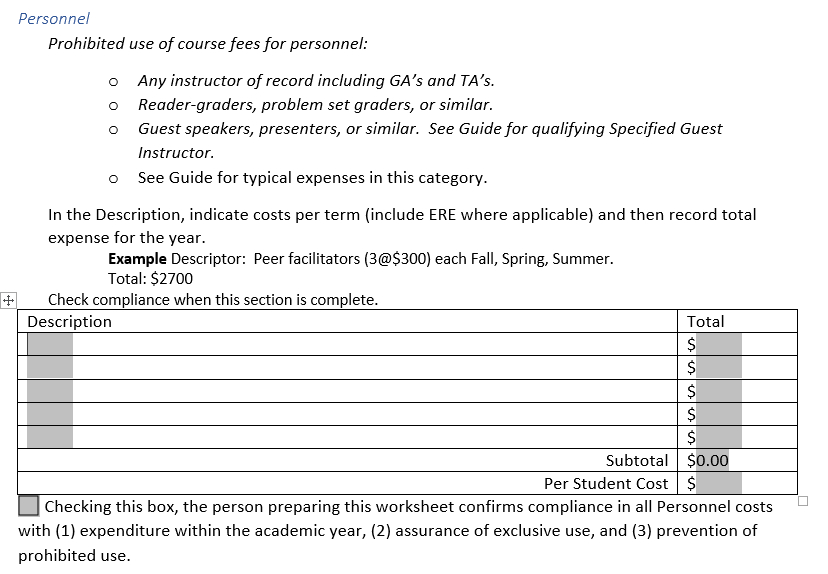 Personnel
Prohibited use of course fees for personnel:
o Any instructor of record including GA's and TA's.
o Reader-graders, problem set graders, or similar.
o Guest speakers, presenters, or similar.  See Guide for qualifying Specified Guest
Instructor.
o See Guide for typical expenses in this category.
In the Description, indicate costs per term (include ERE where applicable) and then record total
expense for the year.
Example Descriptor:  Peer facilitators (3@$300) each Fall, Spring, Summer.
Total: $2700
Check compliance when this section is complete.
Description Total
$
$
$
$
$
Subtotal $0.00
Per Student Cost $
Checking this box, the person preparing this worksheet confirms compliance in all Personnel costs
with (1) expenditure within the academic year, (2) assurance of exclusive use, and (3) prevention of
prohibited use.